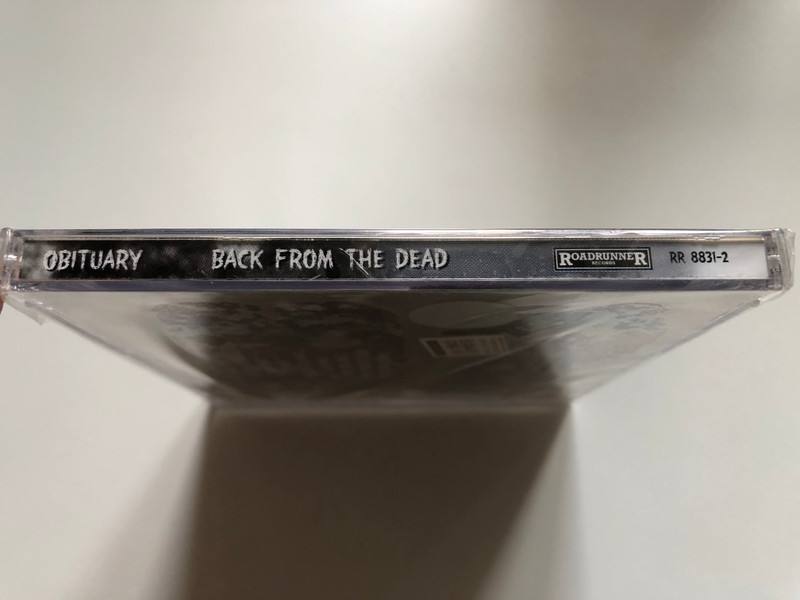 OBITUARY BACK FROM THE DEAD ROADRUNNER RR 8831-2
RECORDS